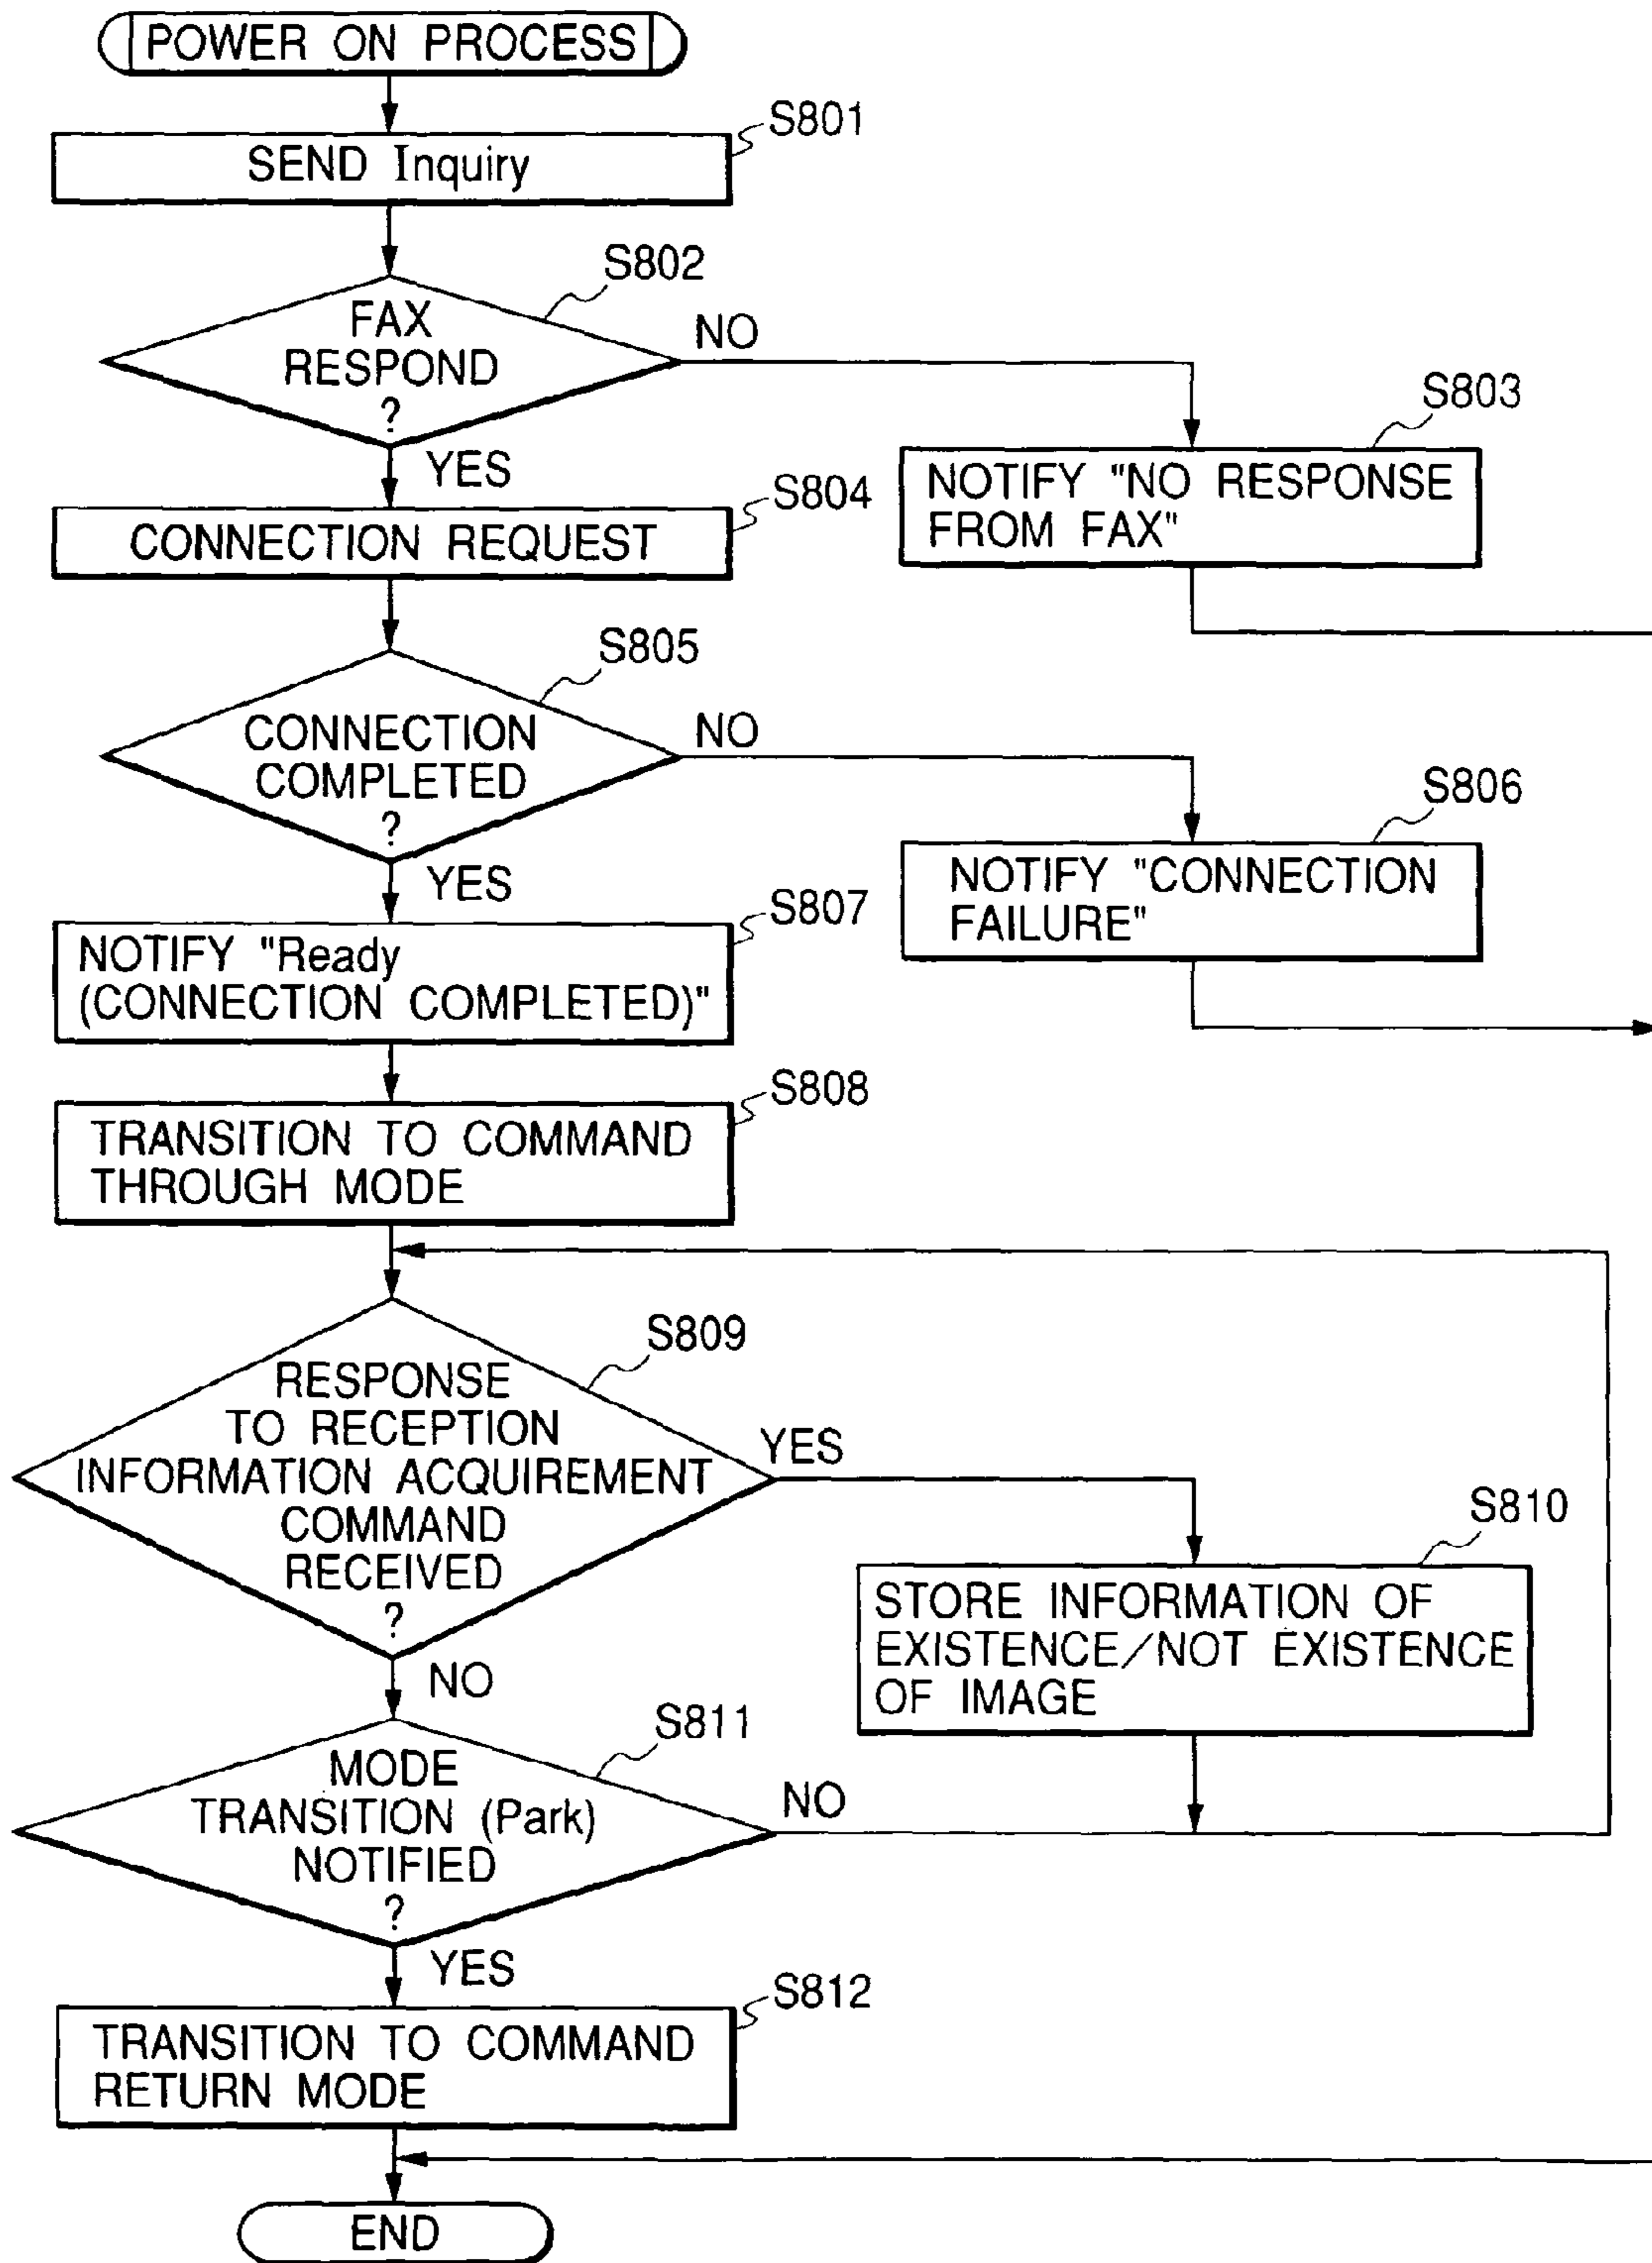 POWER ON PROCESS
S801
SEND Inquiry
S802
FAX
RESPOND
?
NO
YES
S803
NOTIFY "NO RESPONSE
FROM FAX"
S804
CONNECTION REQUEST
S805
CONNECTION
COMPLETED
?
NO
YES
S806
NOTIFY "CONNECTION
FAILURE"
S807
NOTIFY "Ready
(CONNECTION COMPLETED)"
S808
TRANSITION TO COMMAND
THROUGH MODE
S809
RESPONSE
TO RECEPTION
INFORMATION ACQUIREMENT
COMMAND
RECEIVED
?
YES
NO
S810
STORE INFORMATION OF
EXISTENCE/NOT EXISTENCE
OF IMAGE
S811
MODE
TRANSITION (Park)
NOTIFIED
?
NO
YES
S812
TRANSITION TO COMMAND
RETURN MODE
END